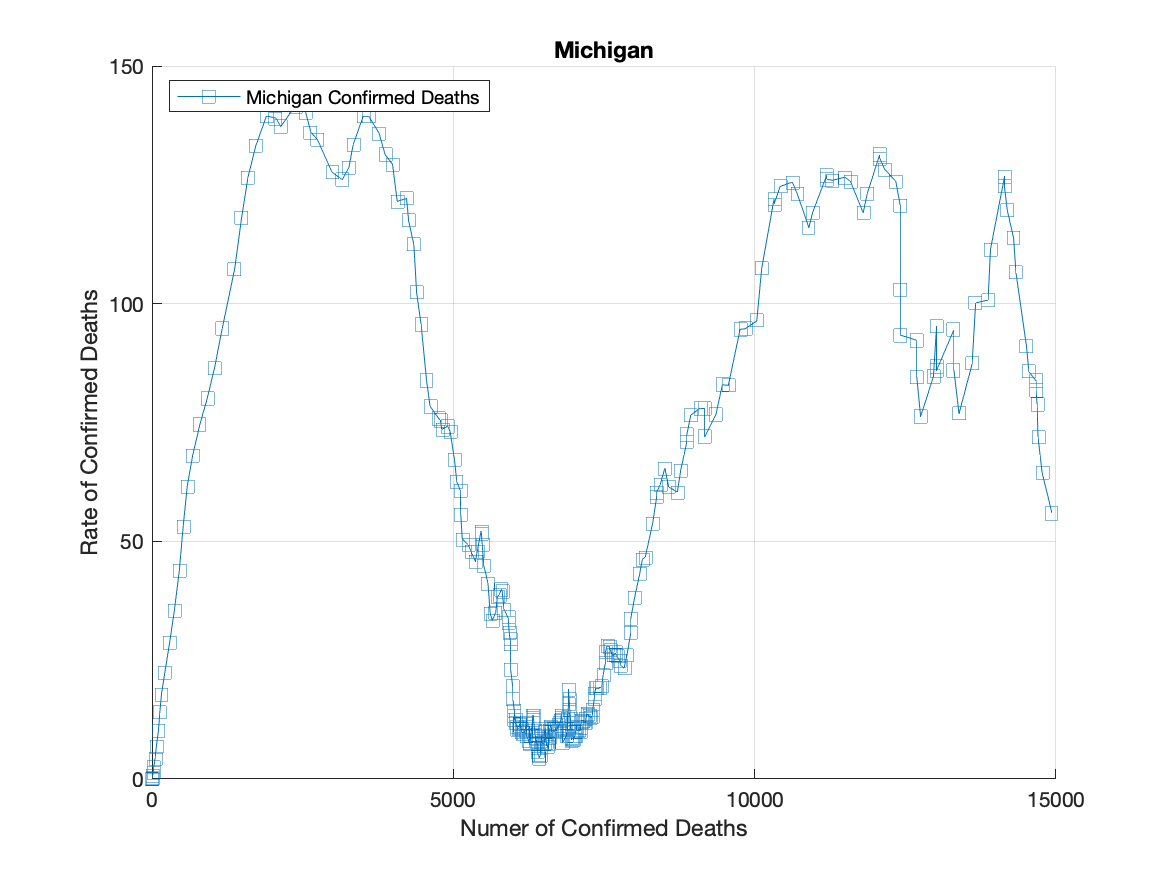 Michigan
150
Michigan Confirmed Deaths
100
50
0
Rate of Confirmed Deaths
0 5000 10000 15000
Numer of Confirmed Deaths